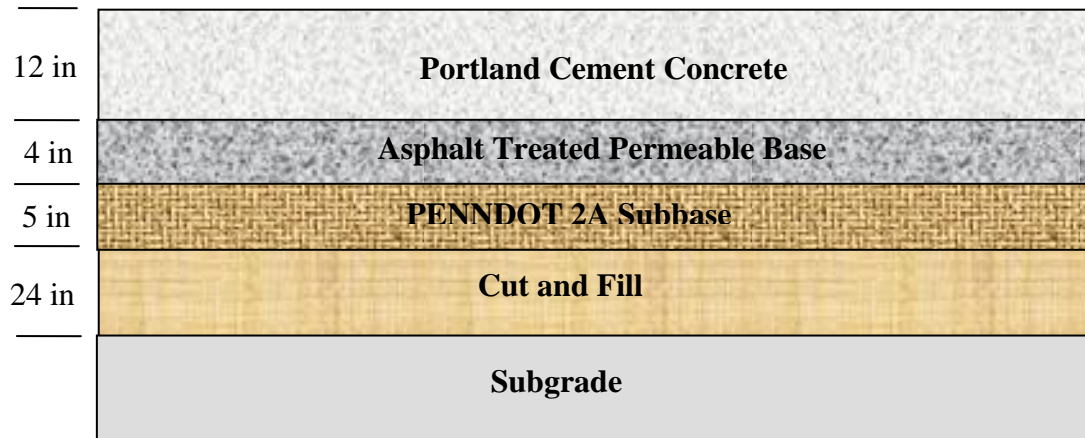 12 in
Portland Cement Concrete
4 in
Asphalt Treated Permeable Base
5 in
PENNDOT 2A Subbase
24 in
Cut and Fill
Subgrade